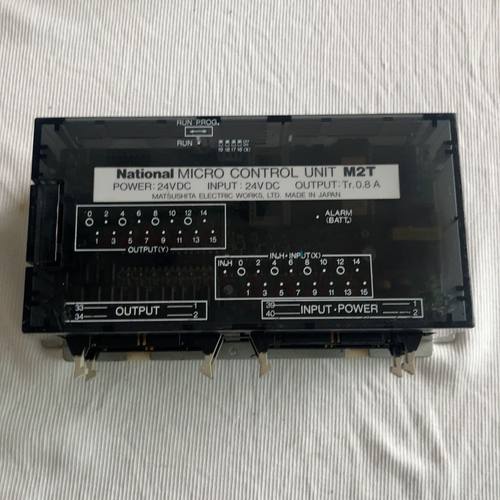 RUN PROG.
RUN
National MICRO CONTROL UNIT M2T
POWER:24VDC INPUT:24VDC OUTPUT:Tr.0.8A
MATSUSHITA ELECTRIC WORKS, LTD. MADE IN JAPAN
0 2 4 6 8 10 12 14
1 3 5 7 9 11 13 15
OUTPUT(Y)
ALARM
(BATT.)
IN.H IN.H•INPUT(X)
0 2 4 6 8 10 12 14
1 3 5 7 9 11 13 15
33 OUTPUT 1
34 2
39 INPUT•POWER 1
40 2